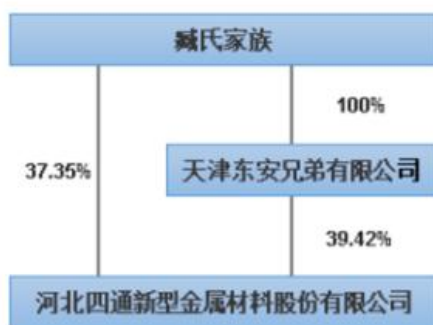 臧氏家族
100%
37.35%
天津东安兄弟有限公司
39.42%
河北四通新型金属材料股份有限公司